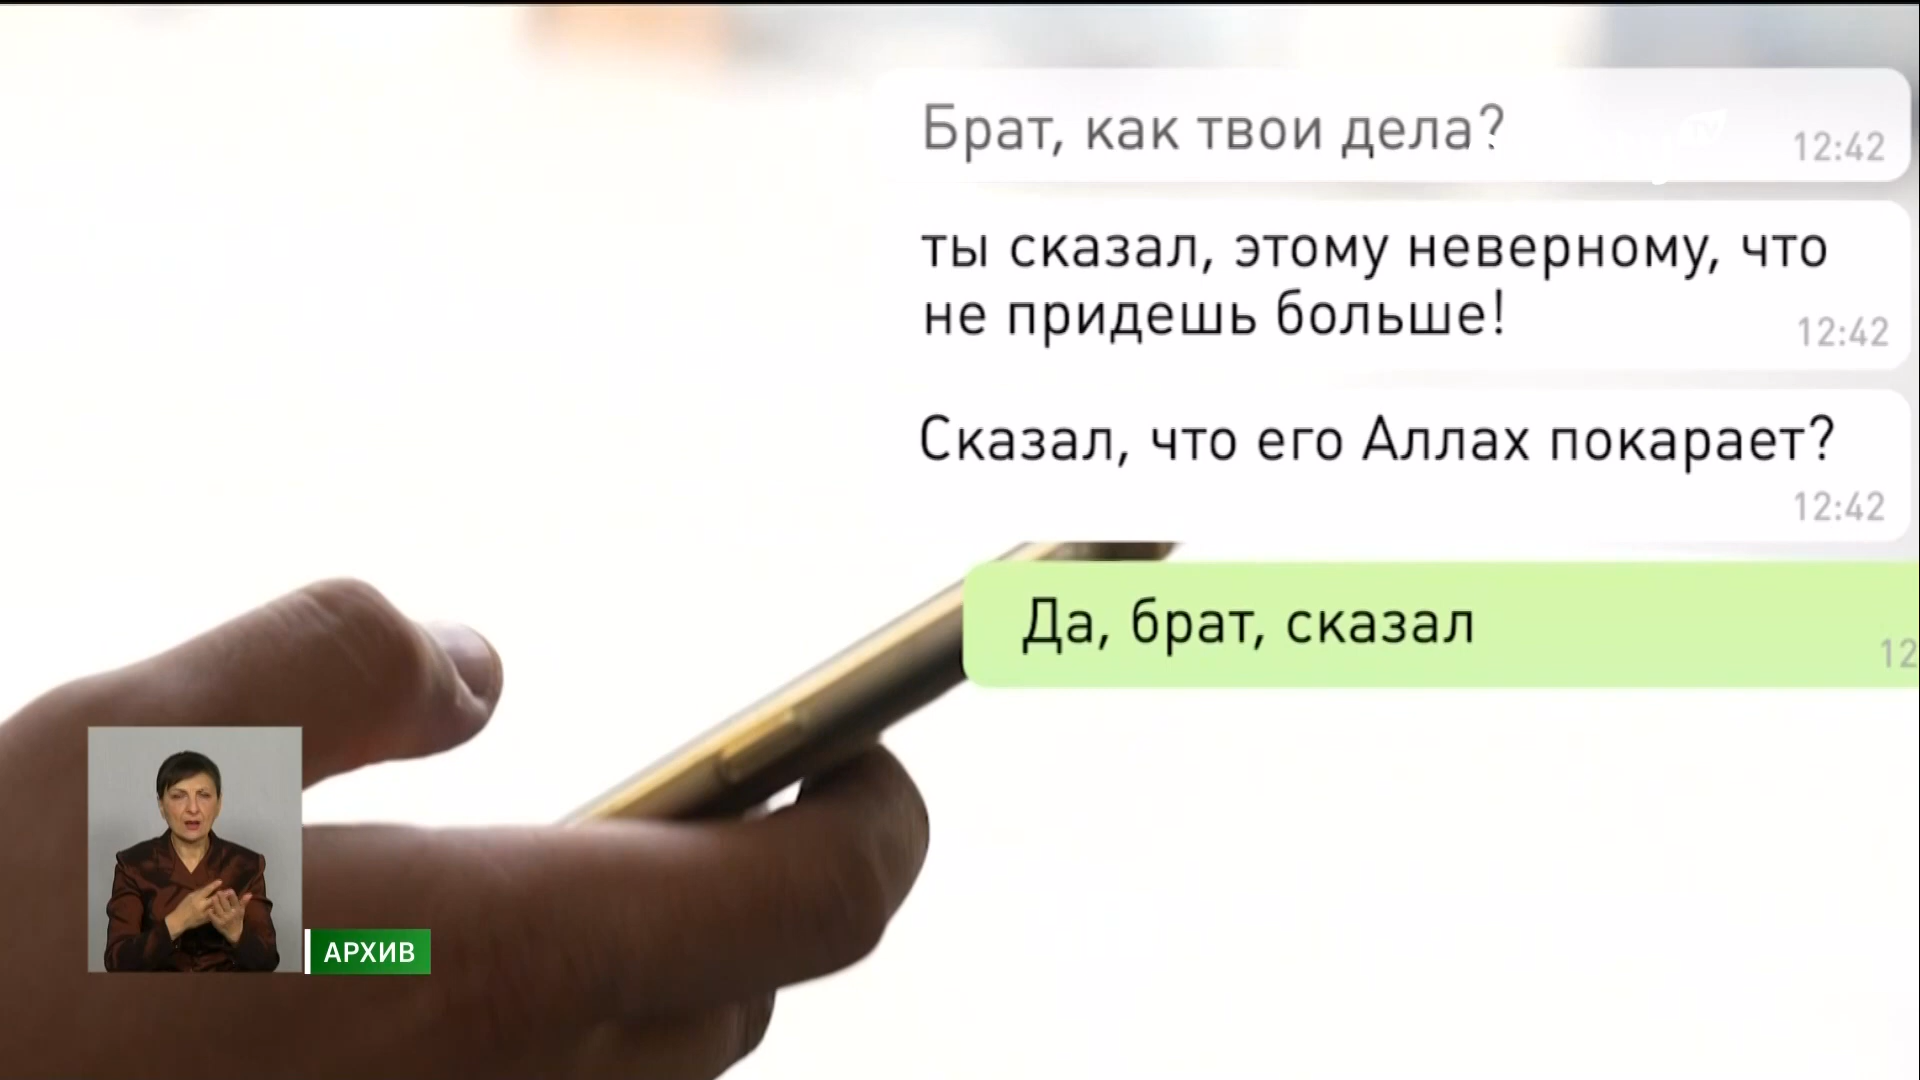 Брат, как твои дела?
12:42
ты сказал, этому неверному, что
не придешь больше!
12:42
Сказал, что его Аллах покарает?
12:42
Да, брат, сказал
12
АРХИВ
TV